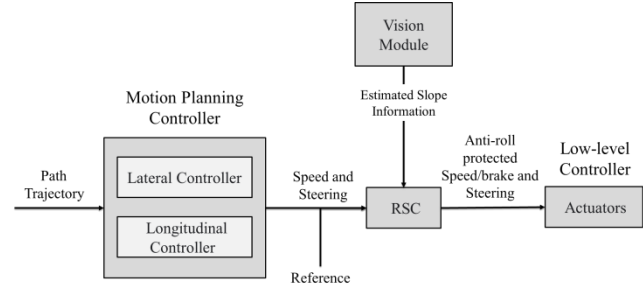 Vision
Module
Estimated Slope
Information
Motion Planning
Controller
Lateral Controller
Longitudinal
Controller
Path
Trajectory
Speed and
Steering
Reference
RSC
Anti-roll
protected
Speed/brake and
Steering
Low-level
Controller
Actuators